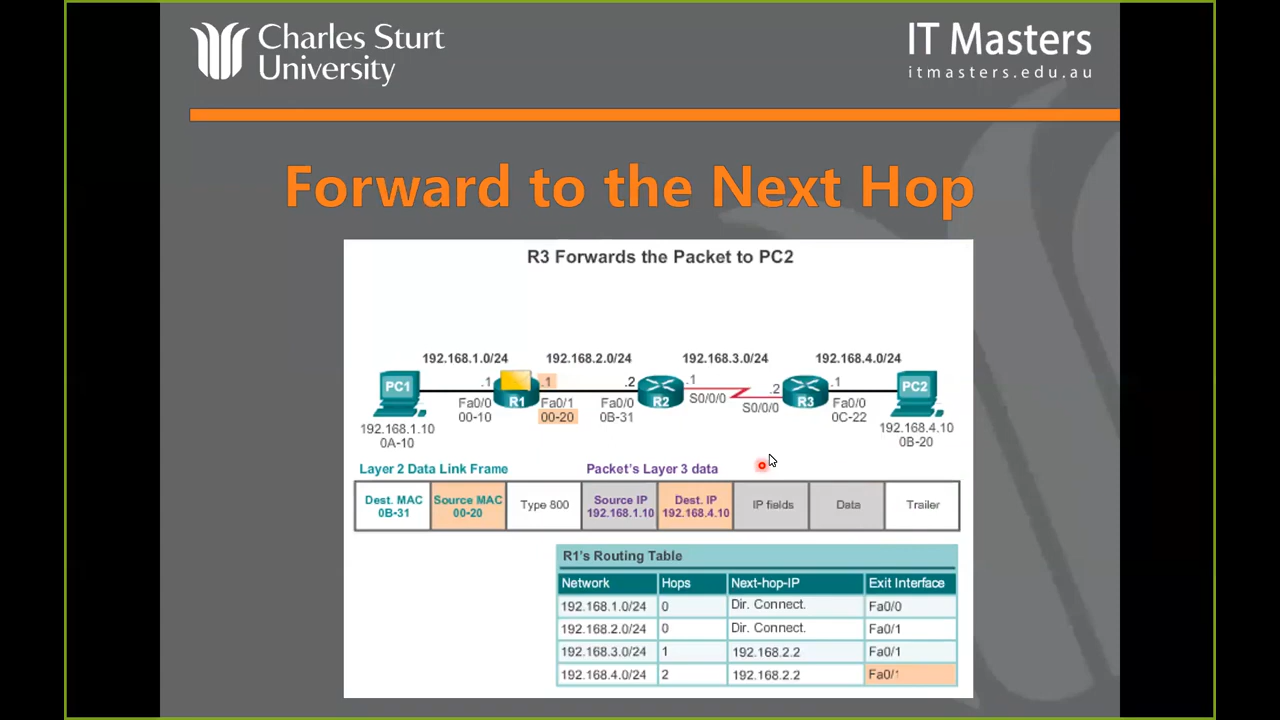 Charles Sturt
University
IT Masters
itmasters.edu.au
Forward to the Next Hop
R3 Forwards the Packet to PC2
192.168.1.0/24 192.168.2.0/24 192.168.3.0/24 192.168.4.0/24
PC1 .1 R1 .1 .2 R2 .1 .2 R3 .1 PC2
Fa0/0 Fa0/1 Fa0/0 S0/0/0 S0/0/0 Fa0/0
00-10 00-20 0B-31 0C-22
192.168.1.10 192.168.4.10
0A-10 0B-20
Layer 2 Data Link Frame Packet's Layer 3 data
Dest. MAC Source MAC Type 800 Source IP Dest. IP IP fields Data Trailer
0B-31 00-20 192.168.1.10 192.168.4.10
R1's Routing Table
Network Hops Next-hop-IP Exit Interface
192.168.1.0/24 0 Dir. Connect. Fa0/0
192.168.2.0/24 0 Dir. Connect. Fa0/1
192.168.3.0/24 1 192.168.2.2 Fa0/1
192.168.4.0/24 2 192.168.2.2 Fa0/1